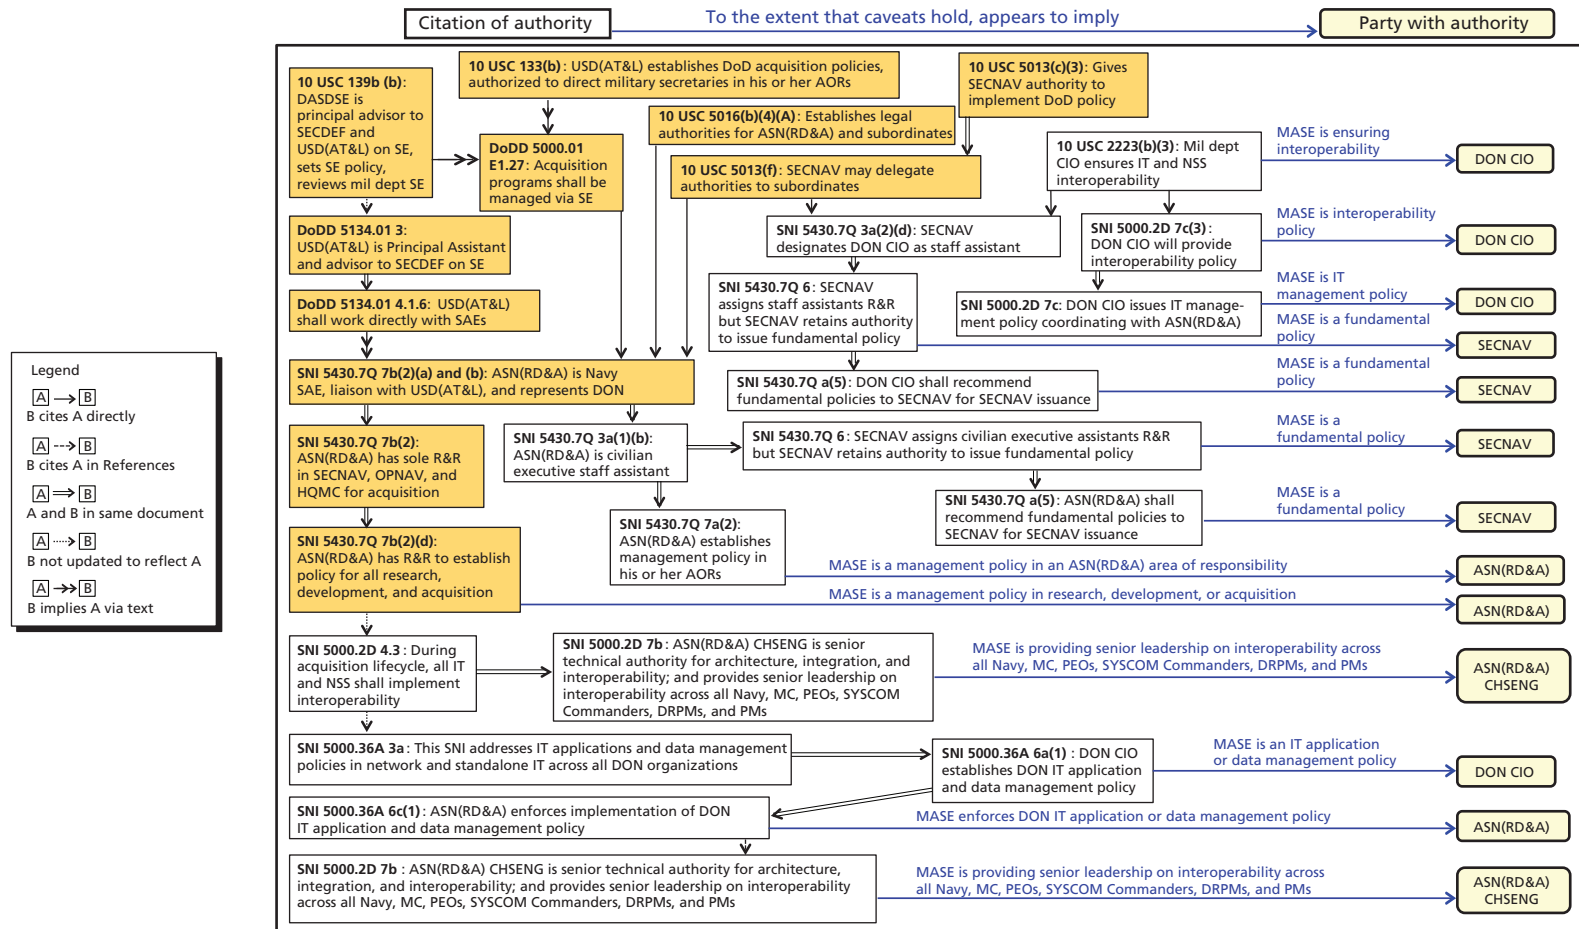 Citation of authority
To the extent that caveats hold, appears to imply
Party with authority
10 USC 139b (b):
DASDSE is
principal advisor to
SECDEF and
USD(AT&L) on SE,
sets SE policy,
reviews mil dept SE
10 USC 133(b): USD(AT&L) establishes DoD acquisition policies,
authorized to direct military secretaries in his or her AORs
10 USC 5013(c)(3): Gives
SECNAV authority to
implement DoD policy
10 USC 5016(b)(4)(A): Establishes legal
authorities for ASN(RD&A) and subordinates
DoDD 5000.01
E1.27: Acquisition
programs shall be
managed via SE
10 USC 5013(f): SECNAV may delegate
authorities to subordinates
10 USC 2223(b)(3): Mil dept
CIO ensures IT and NSS
interoperability
MASE is ensuring
interoperability
DON CIO
DoDD 5134.01 3:
USD(AT&L) is Principal Assistant
and advisor to SECDEF on SE
SNI 5430.7Q 3a(2)(d): SECNAV
designates DON CIO as staff assistant
SNI 5000.2D 7c(3):
DON CIO will provide
interoperability policy
MASE is interoperability
policy
DON CIO
DoDD 5134.01 4.1.6: USD(AT&L)
shall work directly with SAEs
SNI 5430.7Q 6: SECNAV
assigns staff assistants R&R
but SECNAV retains authority
to issue fundamental policy
SNI 5000.2D 7c: DON CIO issues IT manage-
ment policy coordinating with ASN(RD&A)
MASE is IT
management policy
DON CIO
MASE is a fundamental
policy
SECNAV
SNI 5430.7Q 7b(2)(a) and (b): ASN(RD&A) is Navy
SAE, liaison with USD(AT&L), and represents DON
SNI 5430.7Q a(5): DON CIO shall recommend
fundamental policies to SECNAV for SECNAV issuance
MASE is a fundamental
policy
SECNAV
SNI 5430.7Q 7b(2):
ASN(RD&A) has sole R&R
in SECNAV, OPNAV, and
HQMC for acquisition
SNI 5430.7Q 3a(1)(b):
ASN(RD&A) is civilian
executive staff assistant
SNI 5430.7Q 6: SECNAV assigns civilian executive assistants R&R
but SECNAV retains authority to issue fundamental policy
MASE is a
fundamental policy
SECNAV
SNI 5430.7Q a(5): ASN(RD&A) shall
recommend fundamental policies to
SECNAV for SECNAV issuance
MASE is a
fundamental policy
SECNAV
SNI 5430.7Q 7a(2):
ASN(RD&A) establishes
management policy in
his or her AORs
SNI 5430.7Q 7b(2)(d):
ASN(RD&A) has R&R to establish
policy for all research,
development, and acquisition
MASE is a management policy in an ASN(RD&A) area of responsibility
ASN(RD&A)
MASE is a management policy in research, development, or acquisition
ASN(RD&A)
SNI 5000.2D 4.3: During
acquisition lifecycle, all IT
and NSS shall implement
interoperability
SNI 5000.2D 7b: ASN(RD&A) CHSENG is senior
technical authority for architecture, integration, and
interoperability; and provides senior leadership on
interoperability across all Navy, MC, PEOs, SYSCOM
Commanders, DRPMs, and PMs
MASE is providing senior leadership on interoperability across
all Navy, MC, PEOs, SYSCOM Commanders, DRPMs, and PMs
ASN(RD&A)
CHSENG
SNI 5000.36A 3a: This SNI addresses IT applications and data management
policies in network and standalone IT across all DON organizations
SNI 5000.36A 6a(1): DON CIO
establishes DON IT application
and data management policy
MASE is an IT application
or data management policy
DON CIO
SNI 5000.36A 6c(1): ASN(RD&A) enforces implementation of DON
IT application and data management policy
MASE enforces DON IT application or data management policy
ASN(RD&A)
SNI 5000.2D 7b: ASN(RD&A) CHSENG is senior technical authority for architecture,
integration, and interoperability; and provides senior leadership on interoperability
across all Navy, MC, PEOs, SYSCOM Commanders, DRPMs, and PMs
MASE is providing senior leadership on interoperability across
all Navy, MC, PEOs, SYSCOM Commanders, DRPMs, and PMs
ASN(RD&A)
CHSENG
Legend
A B
B cites A directly
A B
B cites A in References
A B
A and B in same document
A B
B not updated to reflect A
A B
B implies A via text